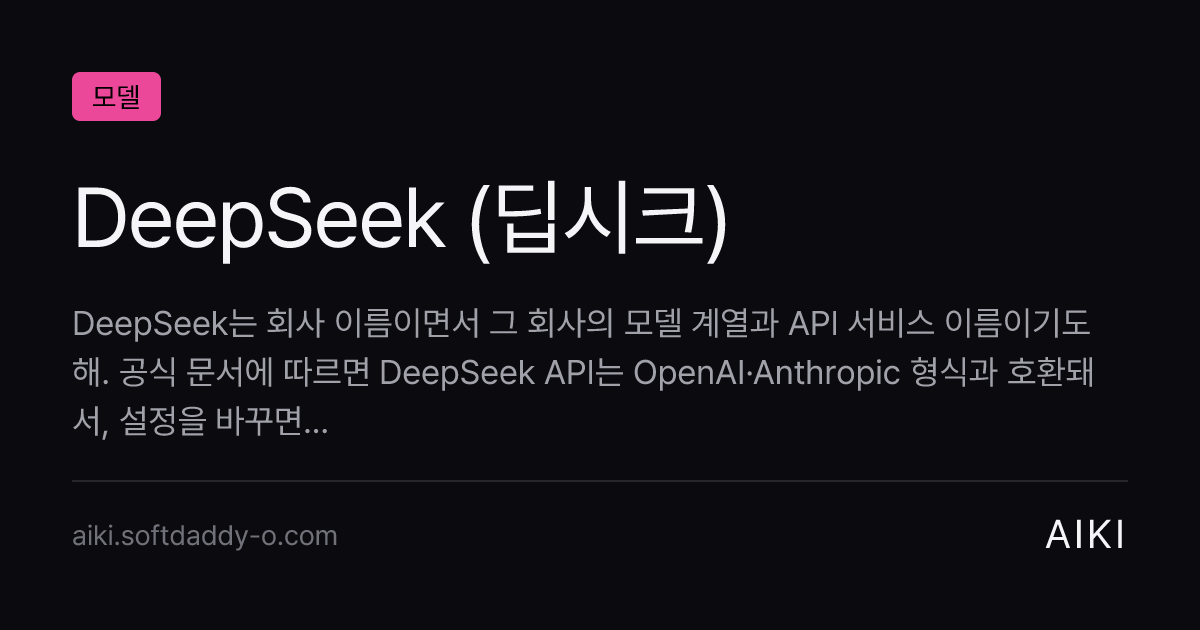 모델
DeepSeek (딥시크)
DeepSeek는 회사 이름이면서 그 회사의 모델 계열과 API 서비스 이름이기도
해. 공식 문서에 따르면 DeepSeek API는 OpenAI·Anthropic 형식과 호환돼
서, 설정을 바꾸면...
aiki.softdaddy-o.com
AIKI